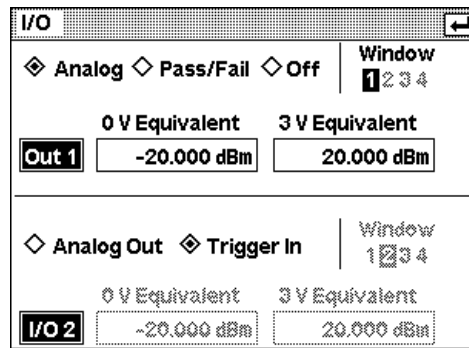 I/O
Analog Pass/Fail Off Window
1 2 3 4
0 V Equivalent 3 V Equivalent
Out 1 -20.000 dBm 20.000 dBm
Analog Out Trigger In Window
1 2 3 4
0 V Equivalent 3 V Equivalent
I/O 2 -20.000 dBm 20.000 dBm